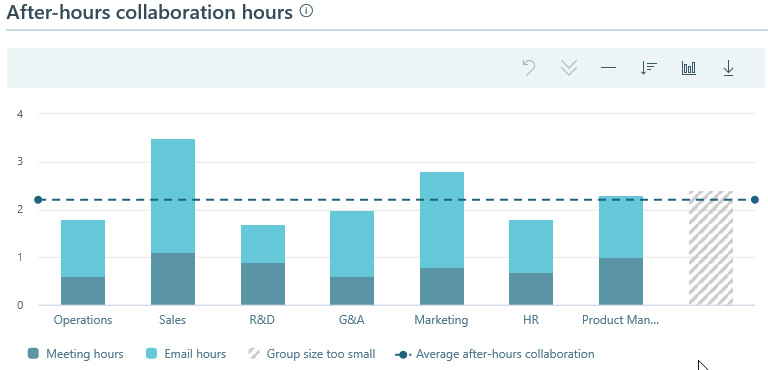 After-hours collaboration hours
4
3
2
1
0
Operations Sales R&D G&A Marketing HR Product Man...
Meeting hours Email hours Group size too small Average after-hours collaboration